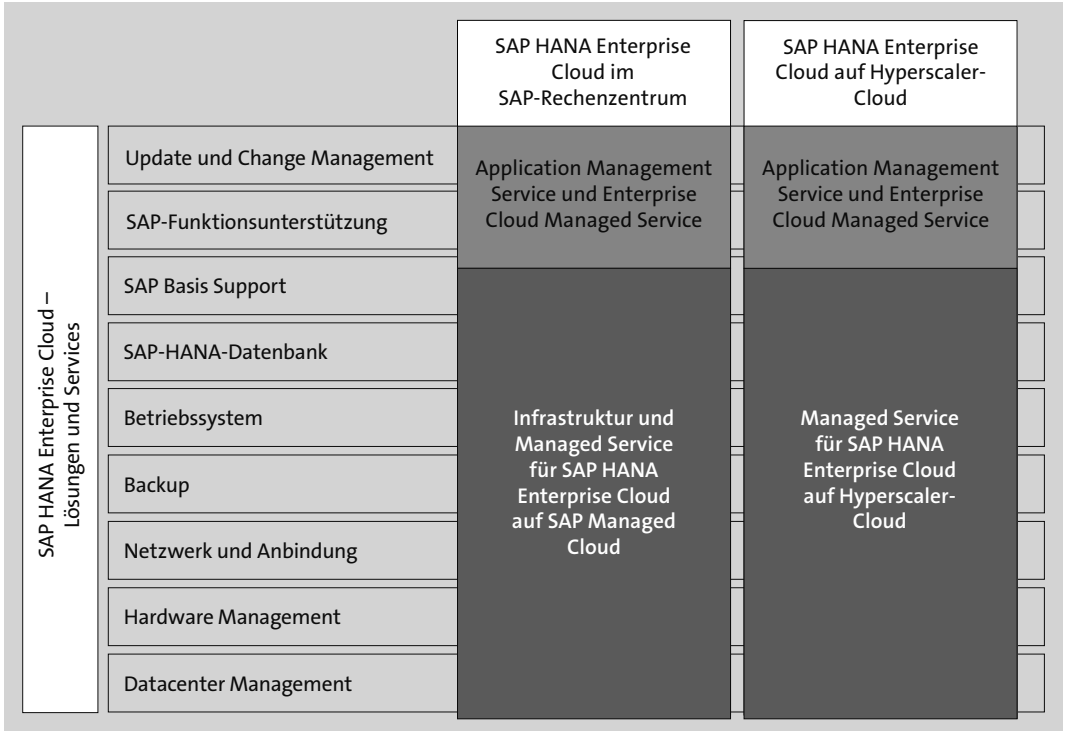 SAP HANA Enterprise
Cloud im
SAP-Rechenzentrum
SAP HANA Enterprise
Cloud auf Hyperscaler-
Cloud
SAP HANA Enterprise Cloud –
Lösungen und Services
Update und Change Management
SAP-Funktionsunterstützung
SAP Basis Support
SAP-HANA-Datenbank
Betriebssystem
Backup
Netzwerk und Anbindung
Hardware Management
Datacenter Management
Application Management
Service und Enterprise
Cloud Managed Service
Infrastruktur und
Managed Service
für SAP HANA
Enterprise Cloud
auf SAP Managed
Cloud
Application Management
Service und Enterprise
Cloud Managed Service
Managed Service
für SAP HANA
Enterprise Cloud
auf Hyperscaler-
Cloud